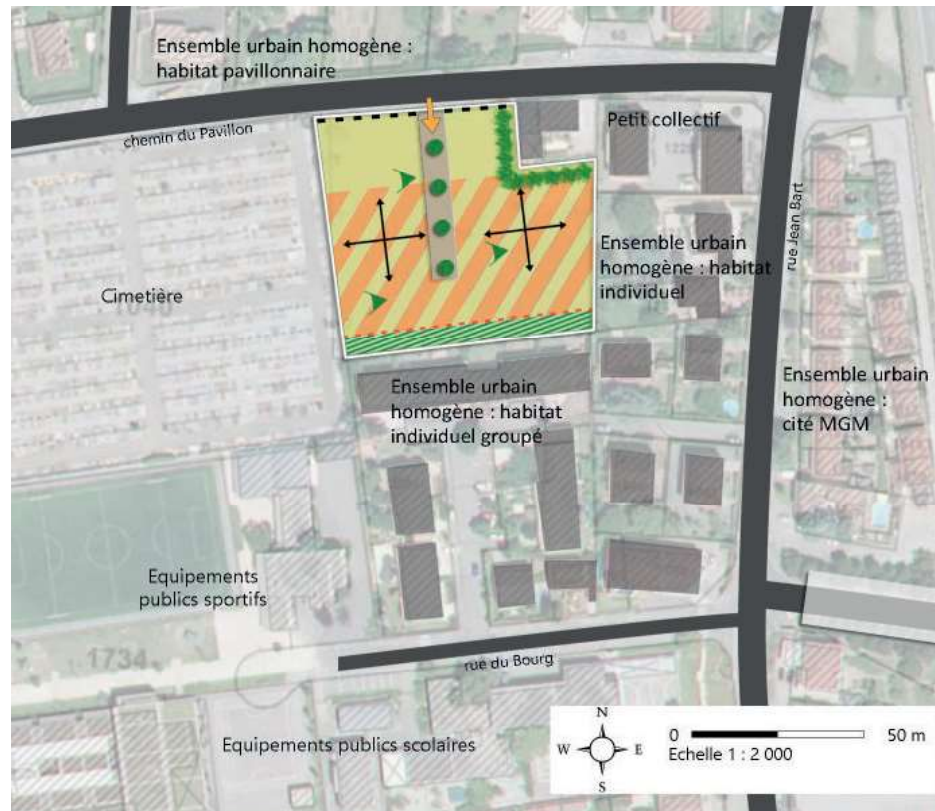 Ensemble urbain homogène :
habitat pavillonnaire
65
chemin du Pavillon
Petit collectif
rue Jean Bart
Ensemble urbain
homogène : habitat
individuel
Cimetière
Ensemble urbain
homogène : habitat
individuel groupé
Ensemble urbain
homogène :
cité MGM
Equipements
publics sportifs
1734
rue du Bourg
Equipements publics scolaires
N
W
E
S
0
50 m
Echelle 1 : 2 000